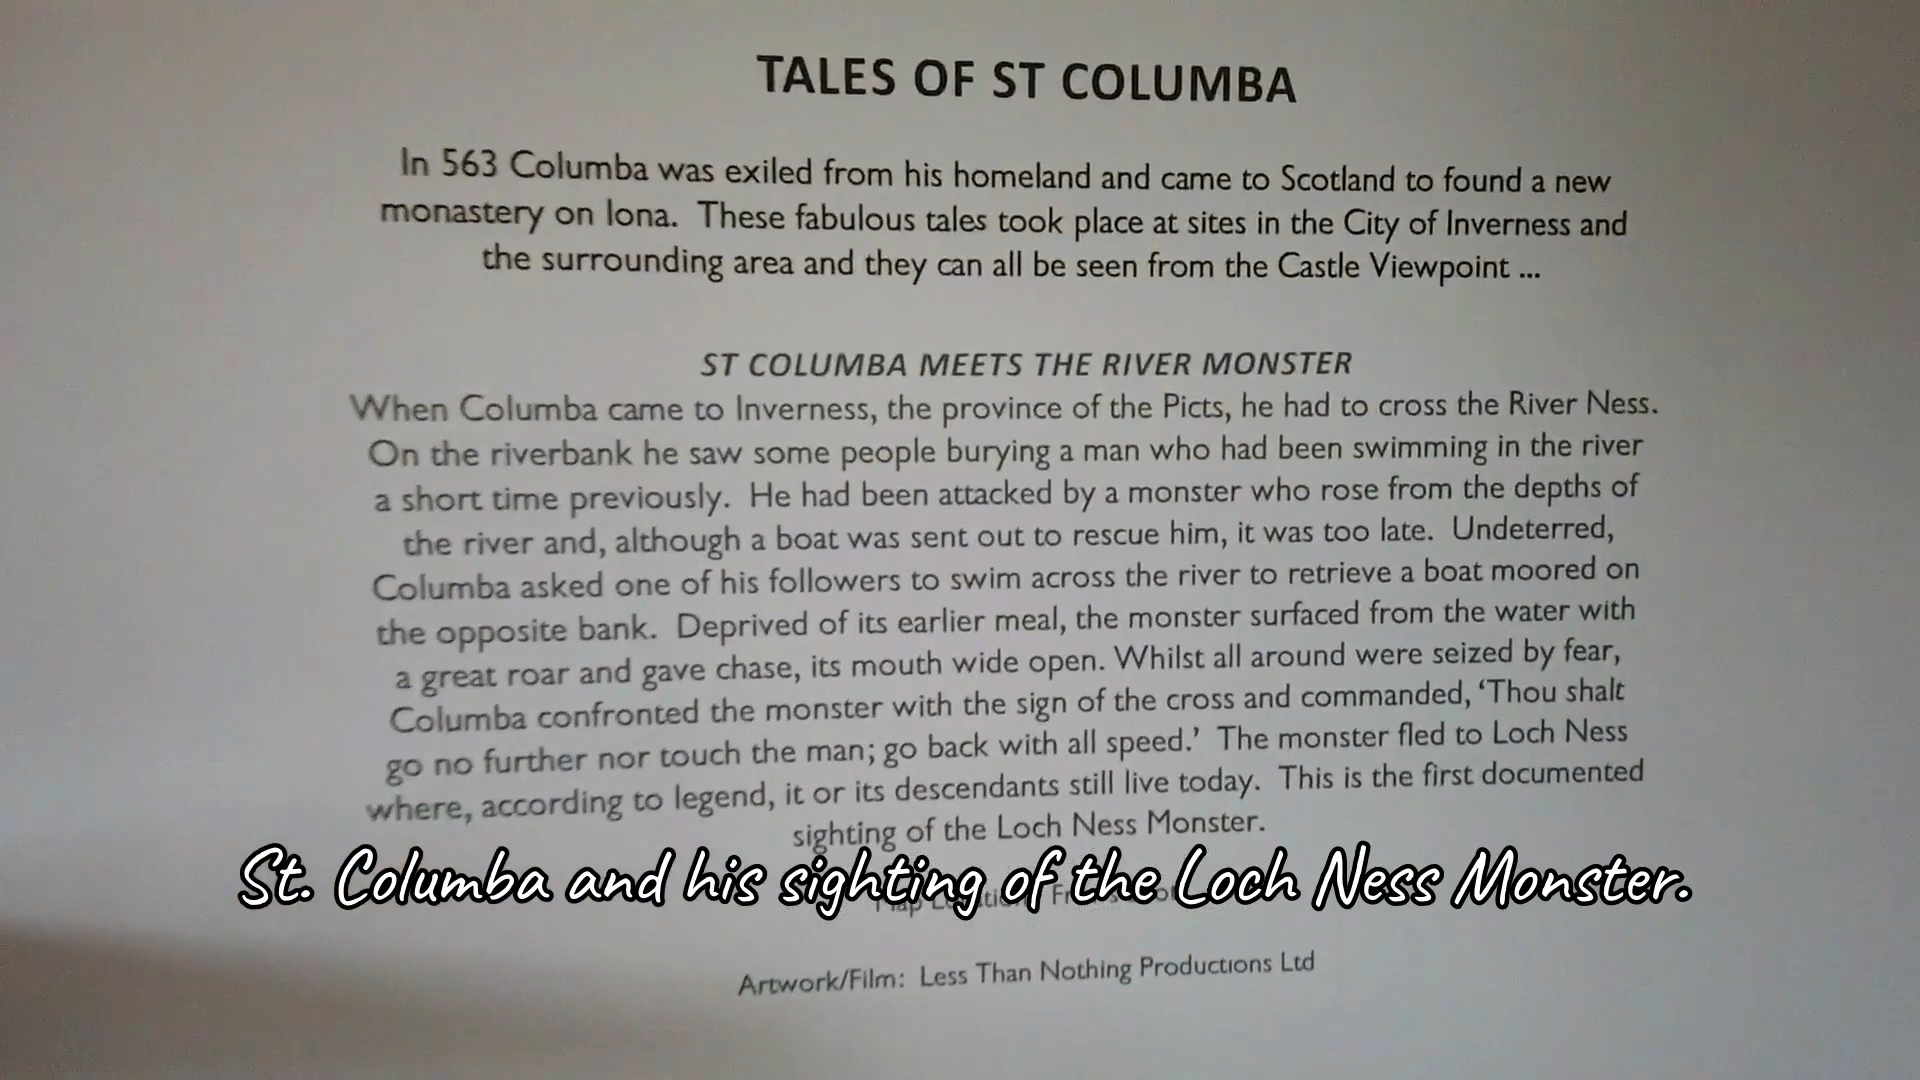 TALES OF ST COLUMBA
In 563 Columba was exiled from his homeland and came to Scotland to found a new
monastery on Iona. These fabulous tales took place at sites in the City of Inverness and
the surrounding area and they can all be seen from the Castle Viewpoint ...
ST COLUMBA MEETS THE RIVER MONSTER
When Columba came to Inverness, the province of the Picts, he had to cross the River Ness.
On the riverbank he saw some people burying a man who had been swimming in the river
a short time previously. He had been attacked by a monster who rose from the depths of
the river and, although a boat was sent out to rescue him, it was too late. Undeterred,
Columba asked one of his followers to swim across the river to retrieve a boat moored on
the opposite bank. Deprived of its earlier meal, the monster surfaced from the water with
a great roar and gave chase, its mouth wide open. Whilst all around were seized by fear,
Columba confronted the monster with the sign of the cross and commanded, ‘Thou shalt
go no further nor touch the man; go back with all speed.’ The monster fled to Loch Ness
where, according to legend, it or its descendants still live today. This is the first documented
sighting of the Loch Ness Monster.
St. Columba and his sighting of the Loch Ness Monster.
Artwork/Film: Less Than Nothing Productions Ltd